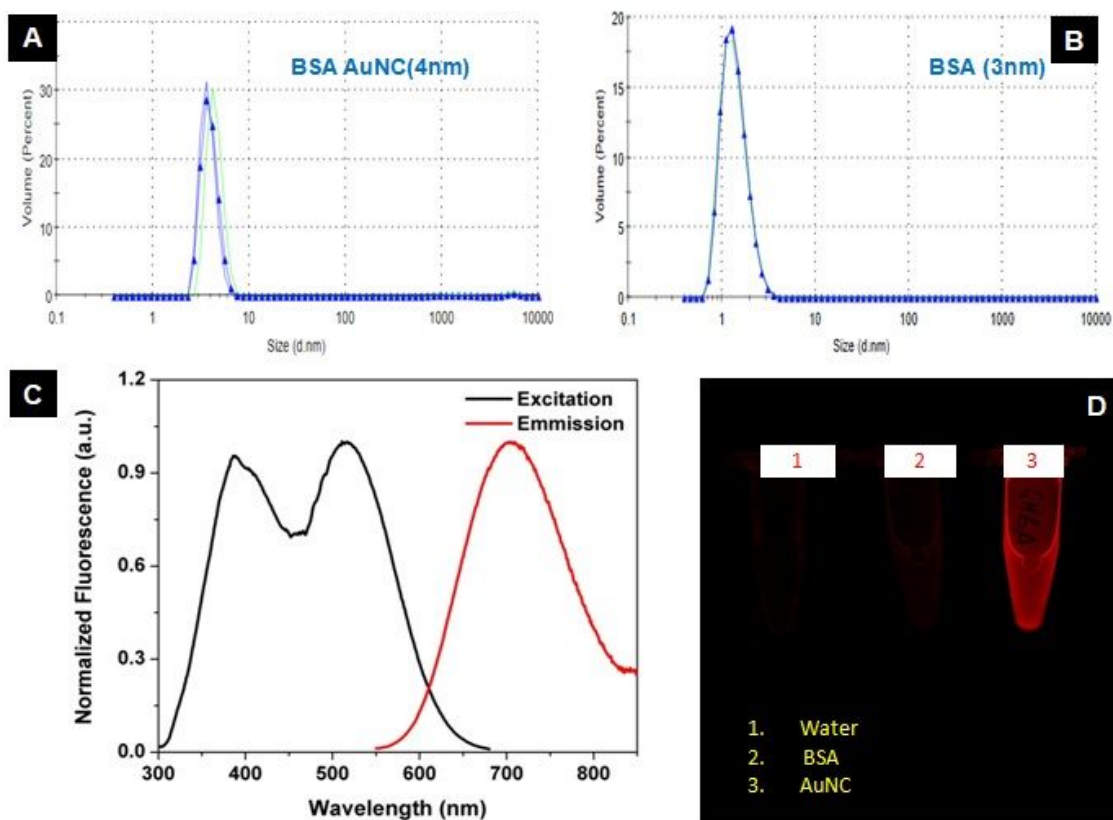 A
BSA AuNC(4nm)
Volume (Percent)
30
20
10
0
0.1 1 10 100 1000 10000
Size (d.nm)
B
BSA (3nm)
Volume (Percent)
20
15
10
5
0
0.1 1 10 100 1000 10000
Size (d.nm)
C
Excitation
Emmission
Normalized Fluorescence (a.u.)
1.2
0.9
0.6
0.3
0.0
300 400 500 600 700 800
Wavelength (nm)
D
1 2 3
1. Water
2. BSA
3. AuNC